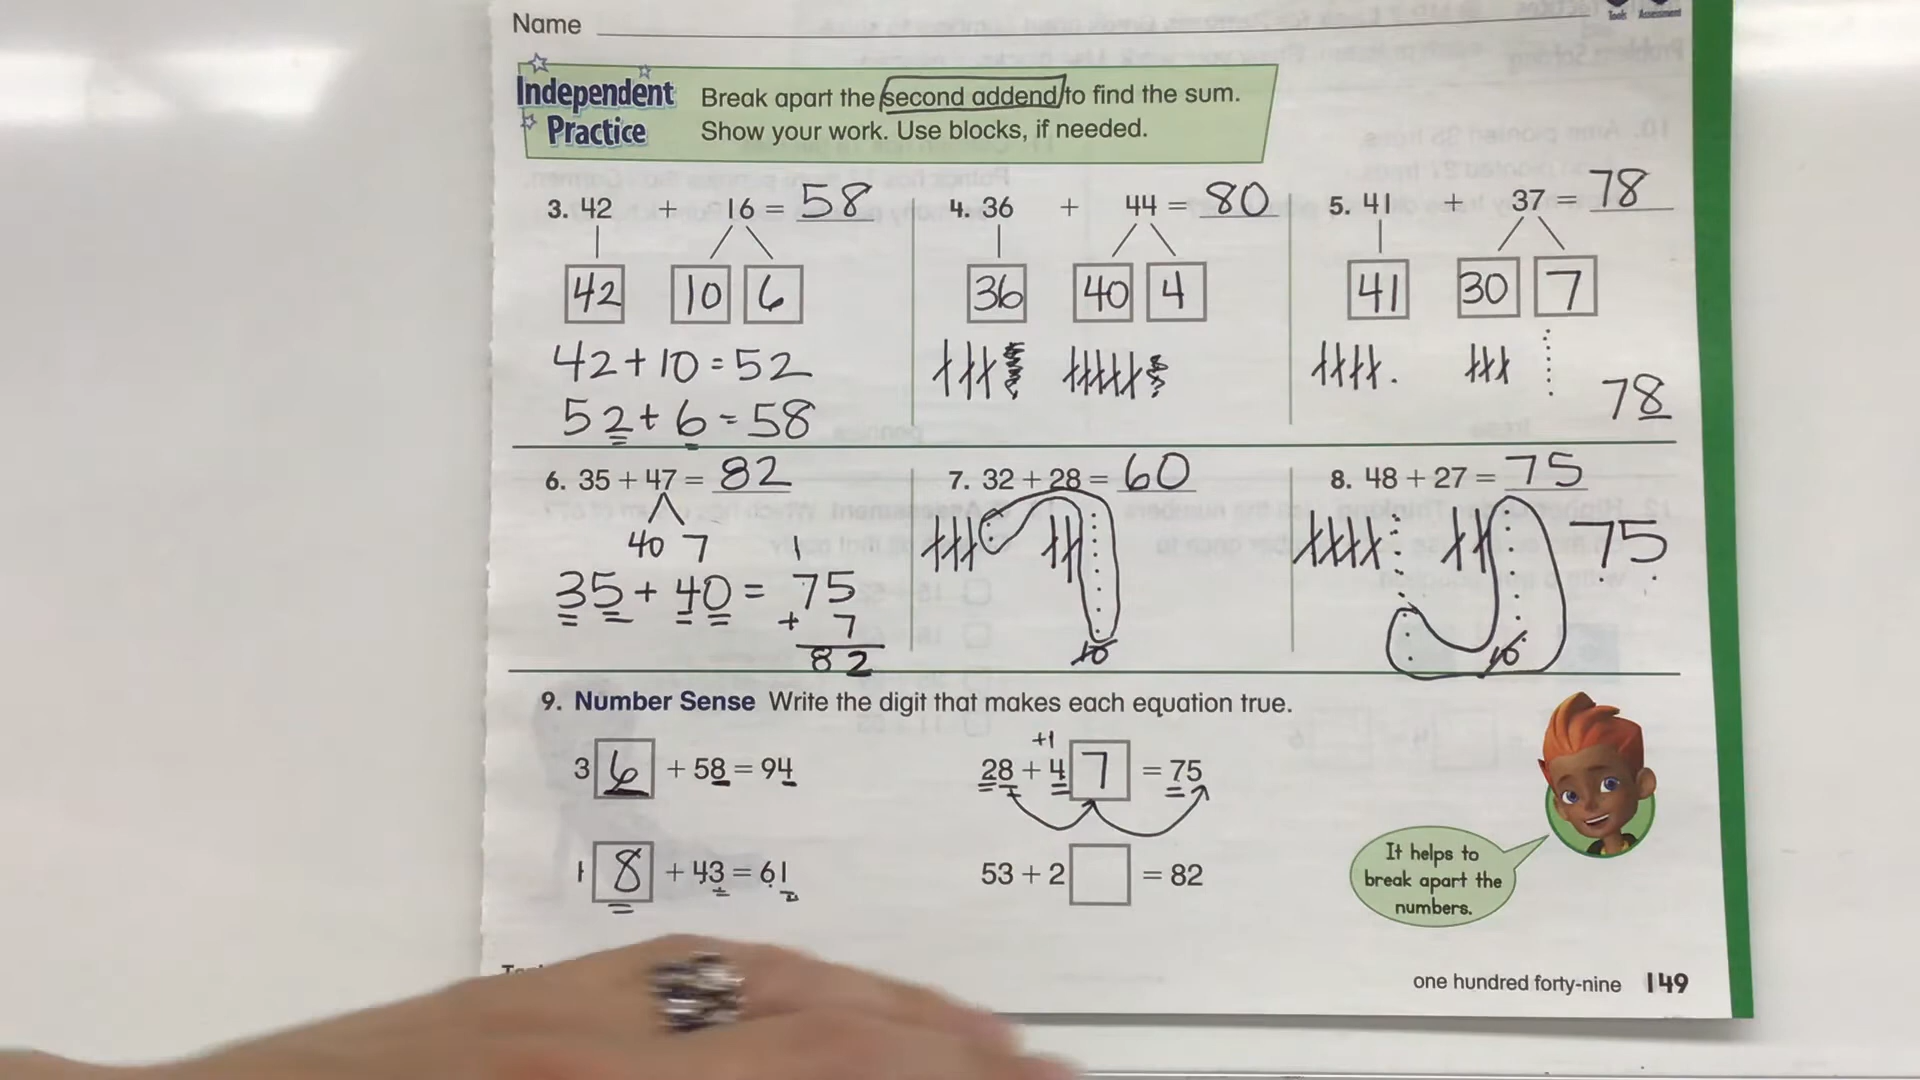 Tools Assessment
Name
Independent Practice
Break apart the second addend to find the sum.
Show your work. Use blocks, if needed.
3. 42 + 16 = 58
42 10 6
42 + 10 = 52
52 + 6 = 58
4. 36 + 44 = 80
36 40 4
5. 41 + 37 = 78
41 30 7
78
6. 35 + 47 = 82
40 7
1
35 + 40 = 75
+ 7
82
7. 32 + 28 = 60
10
8. 48 + 27 = 75
75
10
9. Number Sense Write the digit that makes each equation true.
3 6 + 58 = 94
+1
28 + 4 7 = 75
1 8 + 43 = 61
53 + 2 = 82
It helps to
break apart the
numbers.
one hundred forty-nine 149